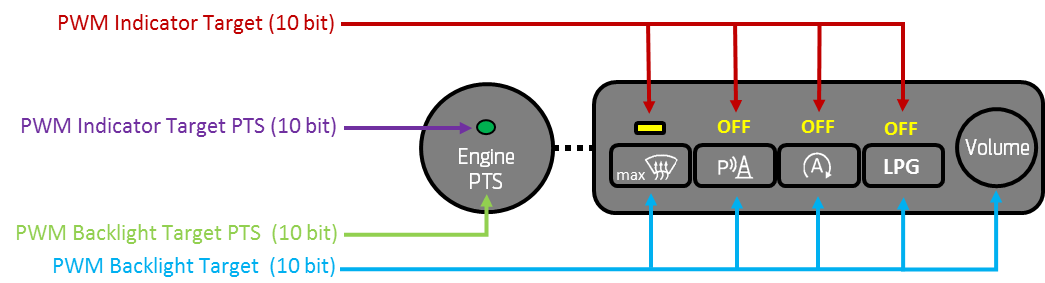 PWM Indicator Target (10 bit)
PWM Indicator Target PTS (10 bit)
Engine
PTS
OFF OFF OFF
max P A LPG
Volume
PWM Backlight Target PTS  (10 bit)
PWM Backlight Target  (10 bit)